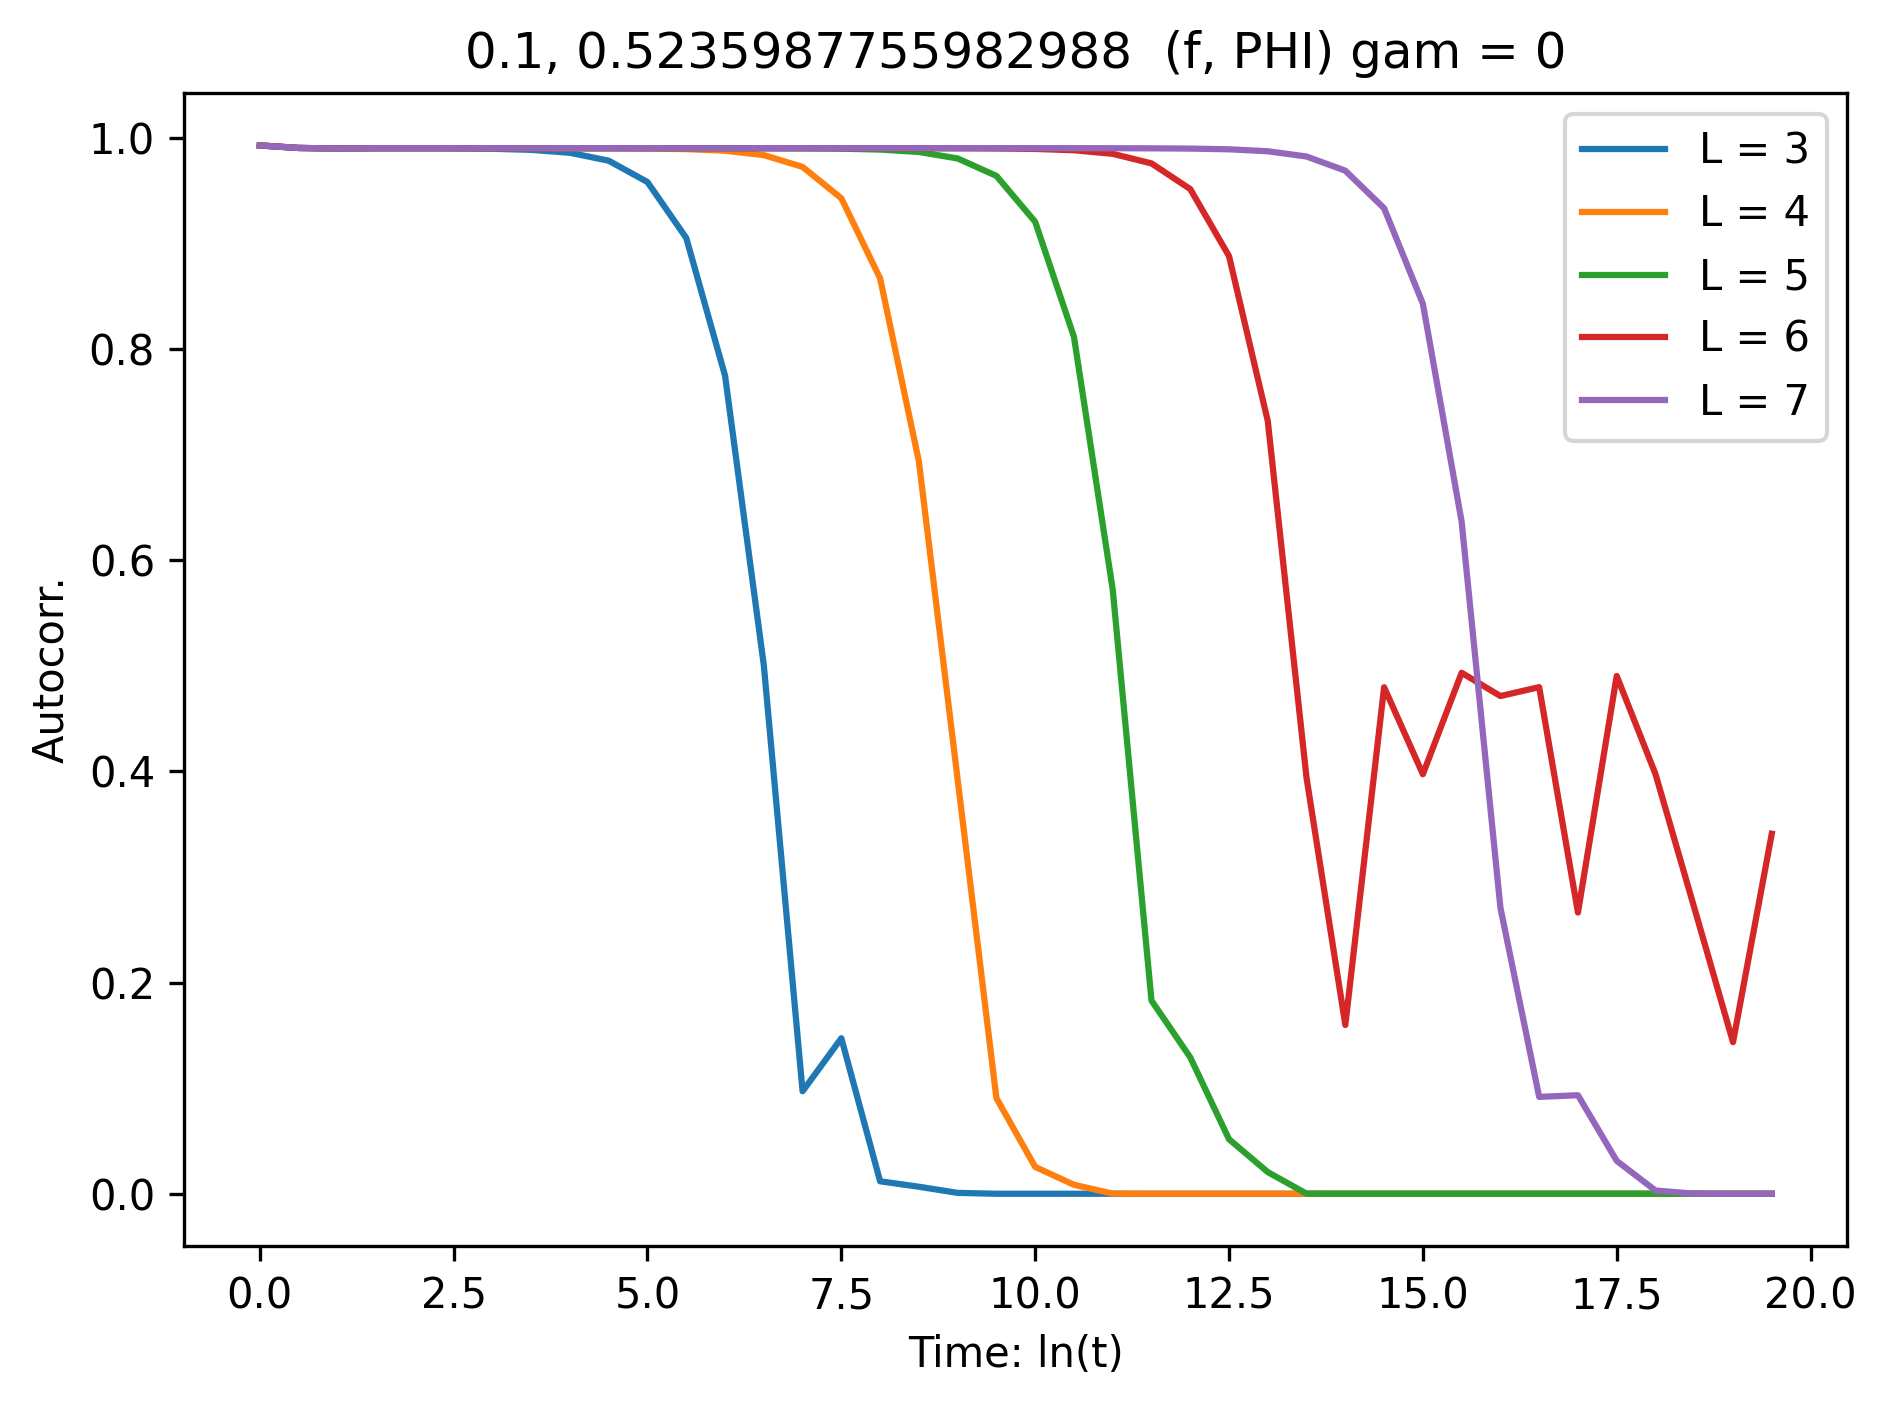 0.1, 0.5235987755982988  (f, PHI) gam = 0
L = 3
L = 4
L = 5
L = 6
L = 7
1.0
0.8
0.6
0.4
0.2
0.0
Autocorr.
0.0 2.5 5.0 7.5 10.0 12.5 15.0 17.5 20.0
Time: ln(t)